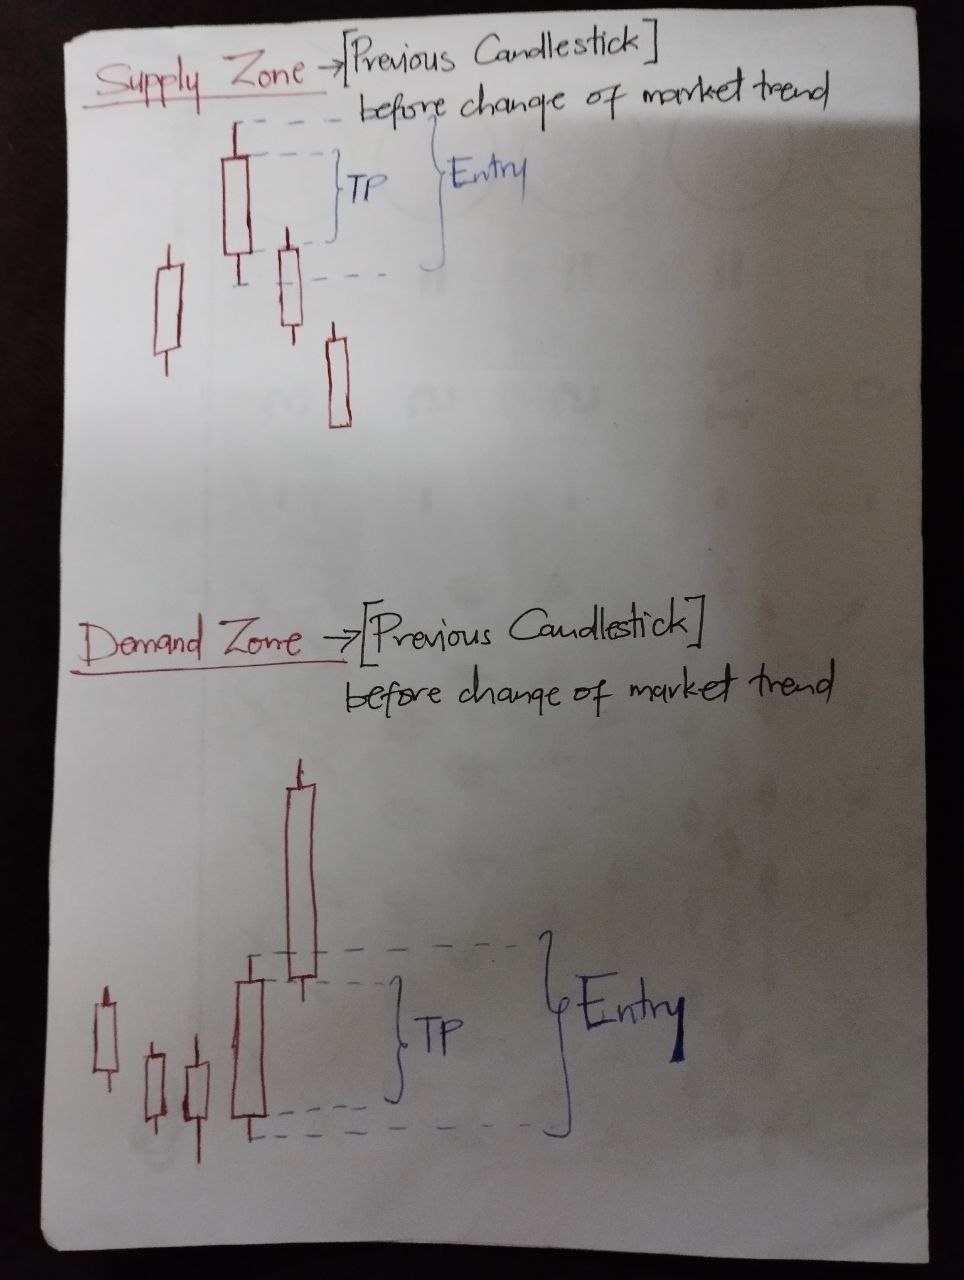 Supply Zone → [Previous Candlestick]
before change of market trend
TP
Entry
Demand Zone → [Previous Candlestick]
before change of market trend
TP
Entry